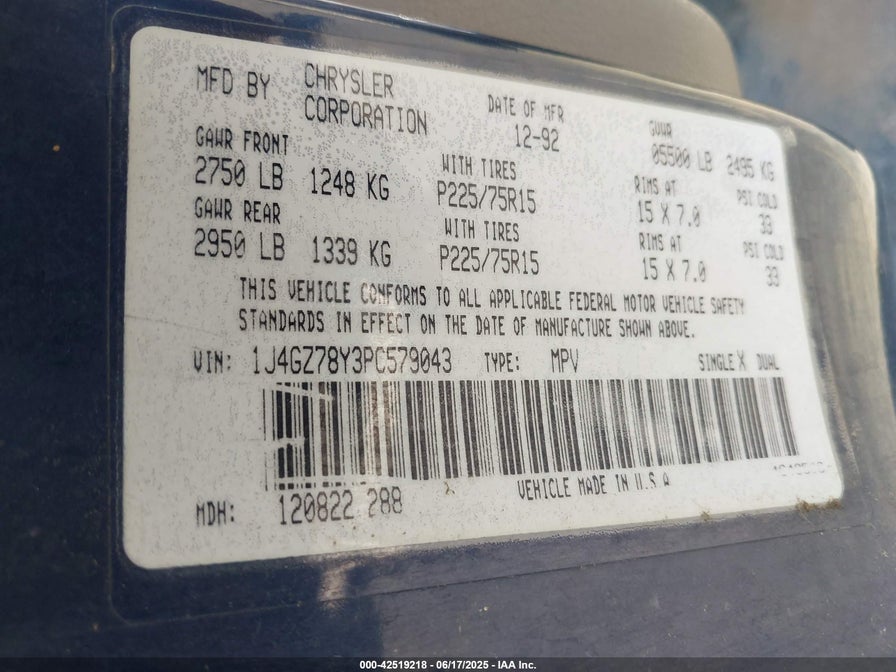 MFD BY CHRYSLER CORPORATION DATE OF MFR 12-92 GVWR 05500 LB 2495 KG
GAWR FRONT WITH TIRES RIMS AT PSI COLD
2750 LB 1248 KG P225/75R15 15 X 7.0 33
GAWR REAR WITH TIRES RIMS AT PSI COLD
2950 LB 1339 KG P225/75R15 15 X 7.0 33
THIS VEHICLE CONFORMS TO ALL APPLICABLE FEDERAL MOTOR VEHICLE SAFETY
STANDARDS IN EFFECT ON THE DATE OF MANUFACTURE SHOWN ABOVE.
VIN: 1J4GZ78Y3PC579043 TYPE: MPV SINGLE X DUAL
VEHICLE MADE IN U.S.A
MDH: 120822 288
000-42519218 - 06/17/2025 - IAA Inc.